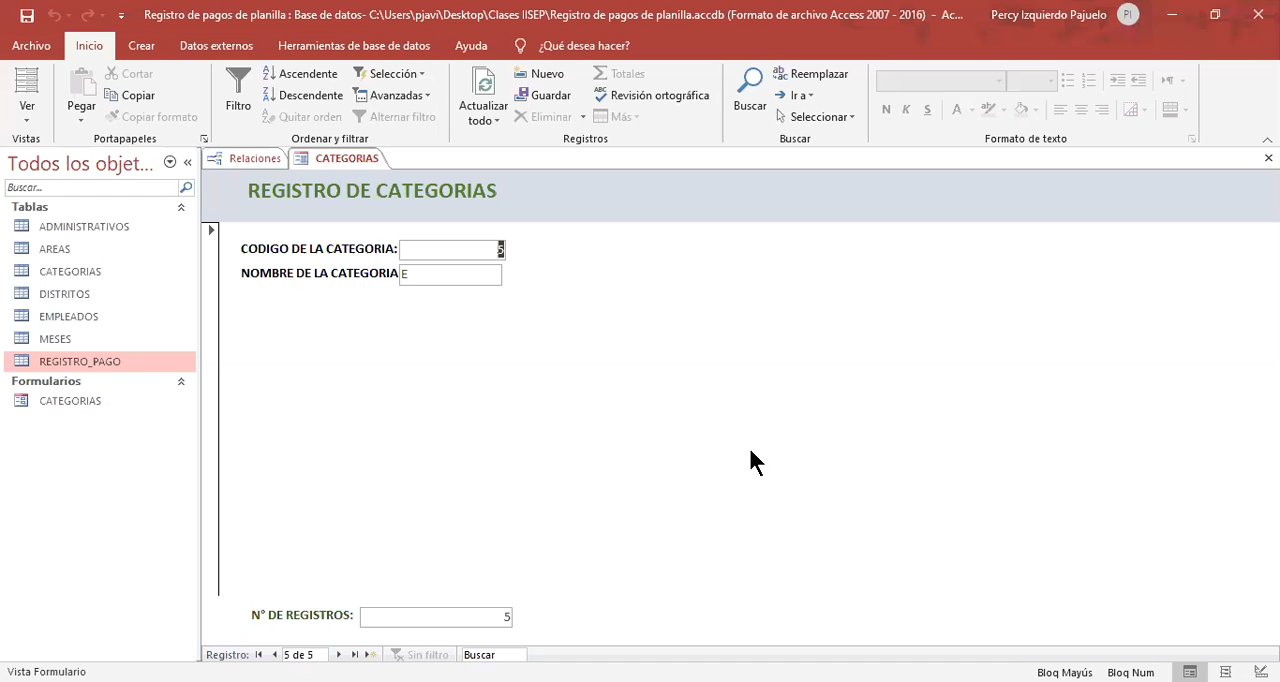 Registro de pagos de planilla : Base de datos- C:\Users\pjavi\Desktop\Clases IISEP\Registro de pagos de planilla.accdb (Formato de archivo Access 2007 - 2016) - Ac... Percy Izquierdo Pajuelo PI
Archivo Inicio Crear Datos externos Herramientas de base de datos Ayuda ¿Qué desea hacer?
Cortar Ascendente Selección Nuevo Totales Reemplazar
Ver Pegar Copiar Filtro Descendente Avanzadas Actualizar todo Guardar Revisión ortográfica Buscar Ir a
Copiar formato Quitar orden Alternar filtro Eliminar Más Seleccionar N K S A
Vistas Portapapeles Ordenar y filtrar Registros Buscar Formato de texto
Todos los objet... « Relaciones CATEGORIAS
Buscar...
REGISTRO DE CATEGORIAS
Tablas
ADMINISTRATIVOS
AREAS
CATEGORIAS
DISTRITOS
EMPLEADOS
MESES
REGISTRO_PAGO
Formularios
CATEGORIAS
CODIGO DE LA CATEGORIA: 5
NOMBRE DE LA CATEGORIA E
N° DE REGISTROS: 5
Registro: 5 de 5 Sin filtro Buscar
Vista Formulario Bloq Mayús Bloq Num